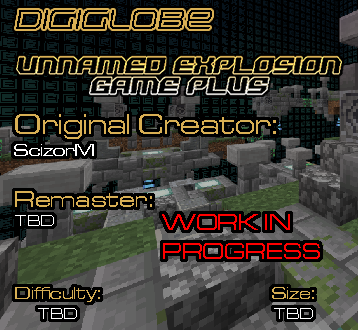 DIGIGLOBE
UNNAMED EXPLOSION
GAME PLUS
Original Creator:
ScizorM
Remaster:
TBD
WORK IN
PROGRESS
Difficulty:
TBD
Size:
TBD